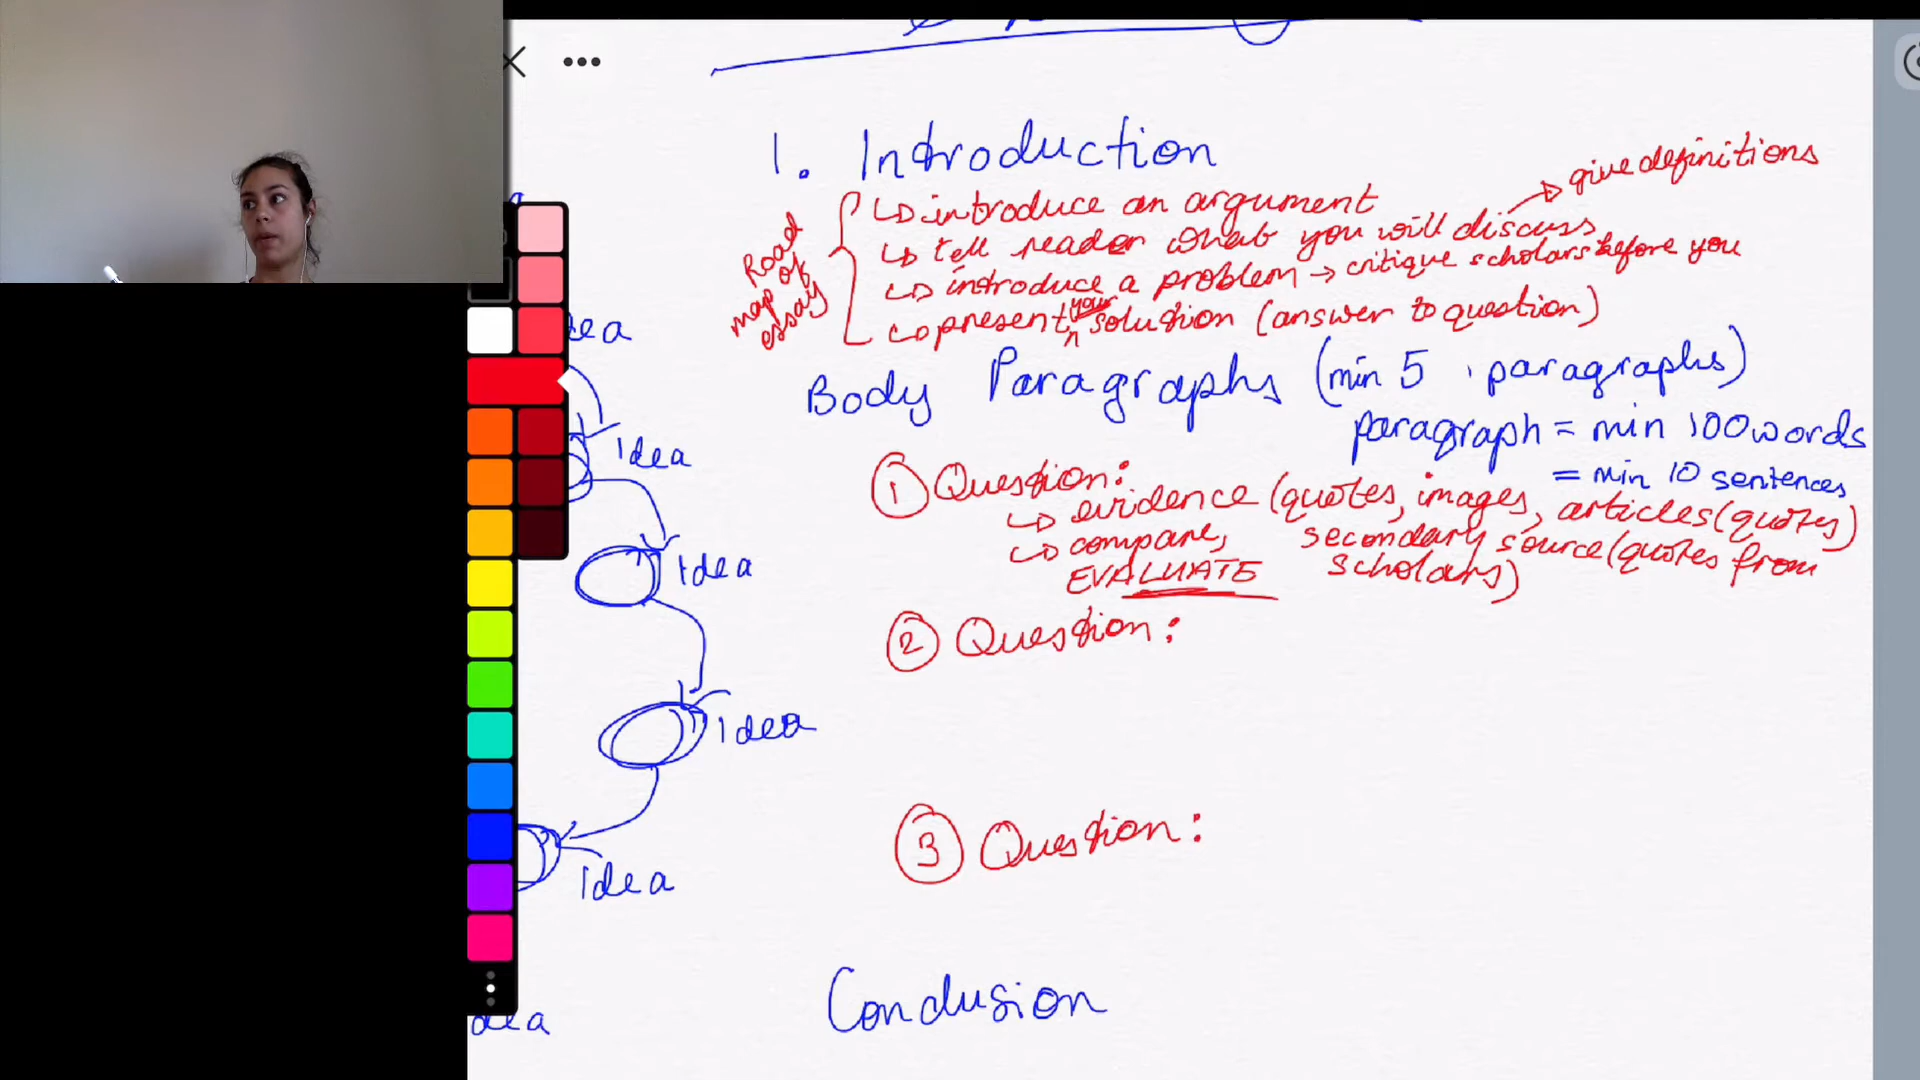 1. Introduction
give definitions
↳ introduce an argument
↳ tell reader what you will discuss
↳ introduce a problem → critique scholars before you
↳ present your solution (answer to question)
Road
map of
essay
Body Paragraphs (min 5 paragraphs)
paragraph = min 100 words
= min 10 sentences
① Question:
↳ evidence (quotes, images, articles (quotes)
↳ compare, secondary source (quotes from
EVALUATE scholars)
② Question:
③ Question:
Conclusion
idea
idea
idea
idea
idea
idea